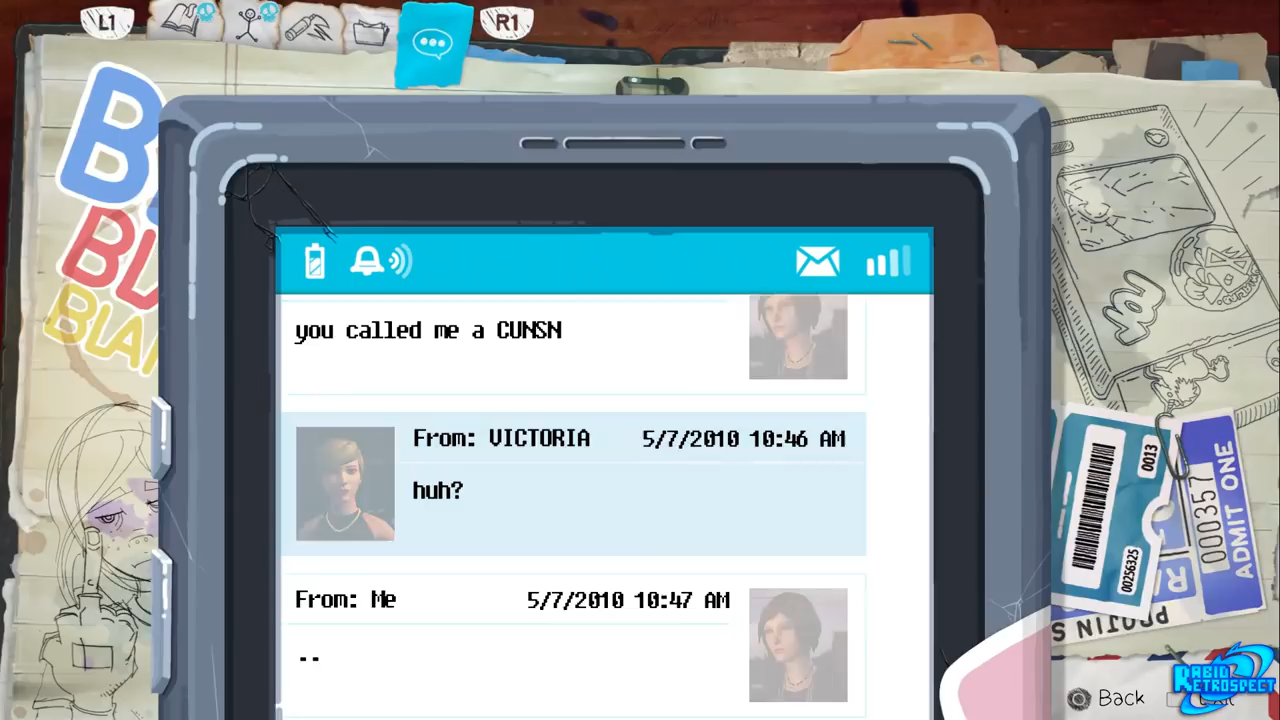 L1
R1
you called me a CUNSN
From: VICTORIA 5/7/2010 10:46 AM
huh?
From: Me 5/7/2010 10:47 AM
..
0013
00256325
000357
ADMIT ONE
Back
RABID
RETROSPECT